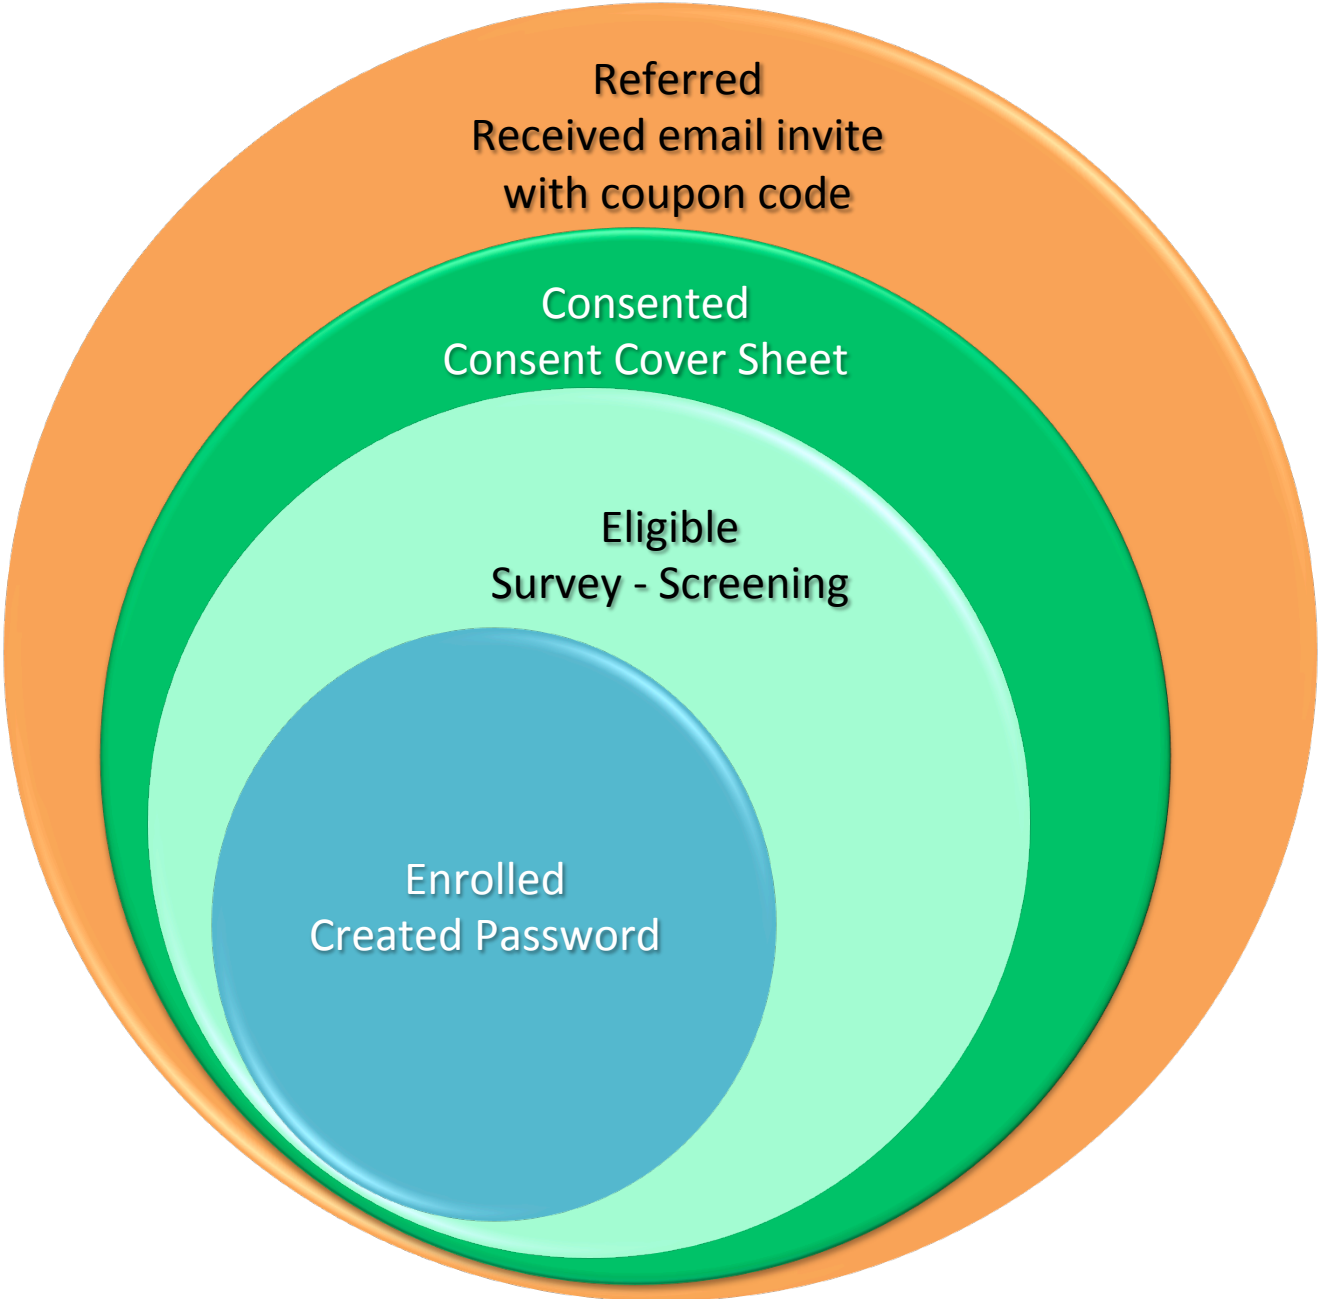 Referred
Received email invite
with coupon code
Consented
Consent Cover Sheet
Eligible
Survey - Screening
Enrolled
Created Password